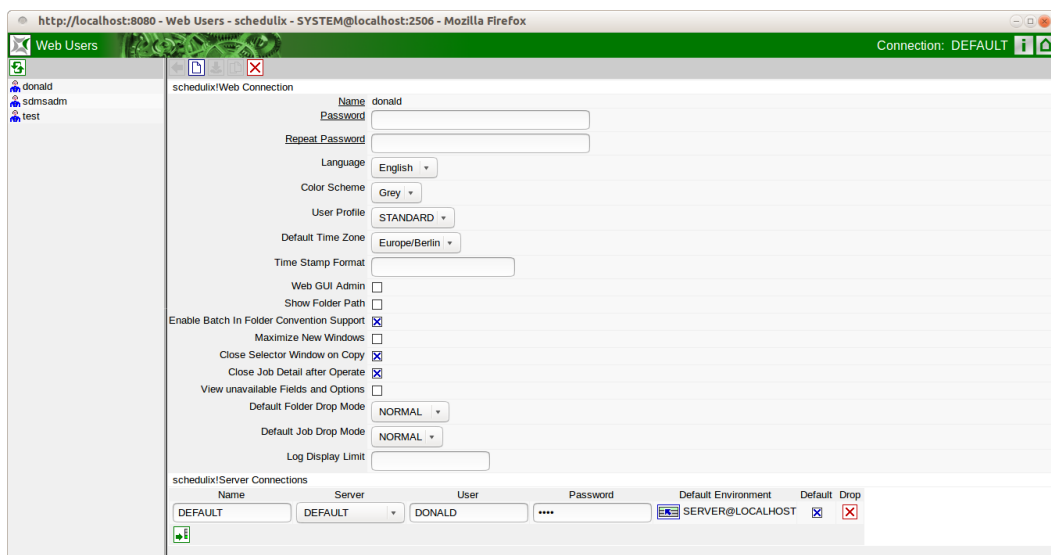 http://localhost:8080 - Web Users - schedulix - SYSTEM@localhost:2506 - Mozilla Firefox
Web Users
Connection: DEFAULT
donald
sdmsadm
test
schedulix!Web Connection
Name donald
Password
Repeat Password
Language English
Color Scheme Grey
User Profile STANDARD
Default Time Zone Europe/Berlin
Time Stamp Format
Web GUI Admin
Show Folder Path
Enable Batch In Folder Convention Support
Maximize New Windows
Close Selector Window on Copy
Close Job Detail after Operate
View unavailable Fields and Options
Default Folder Drop Mode NORMAL
Default Job Drop Mode NORMAL
Log Display Limit
schedulix!Server Connections
Name Server User Password Default Environment Default Drop
DEFAULT DEFAULT DONALD •••• SERVER@LOCALHOST